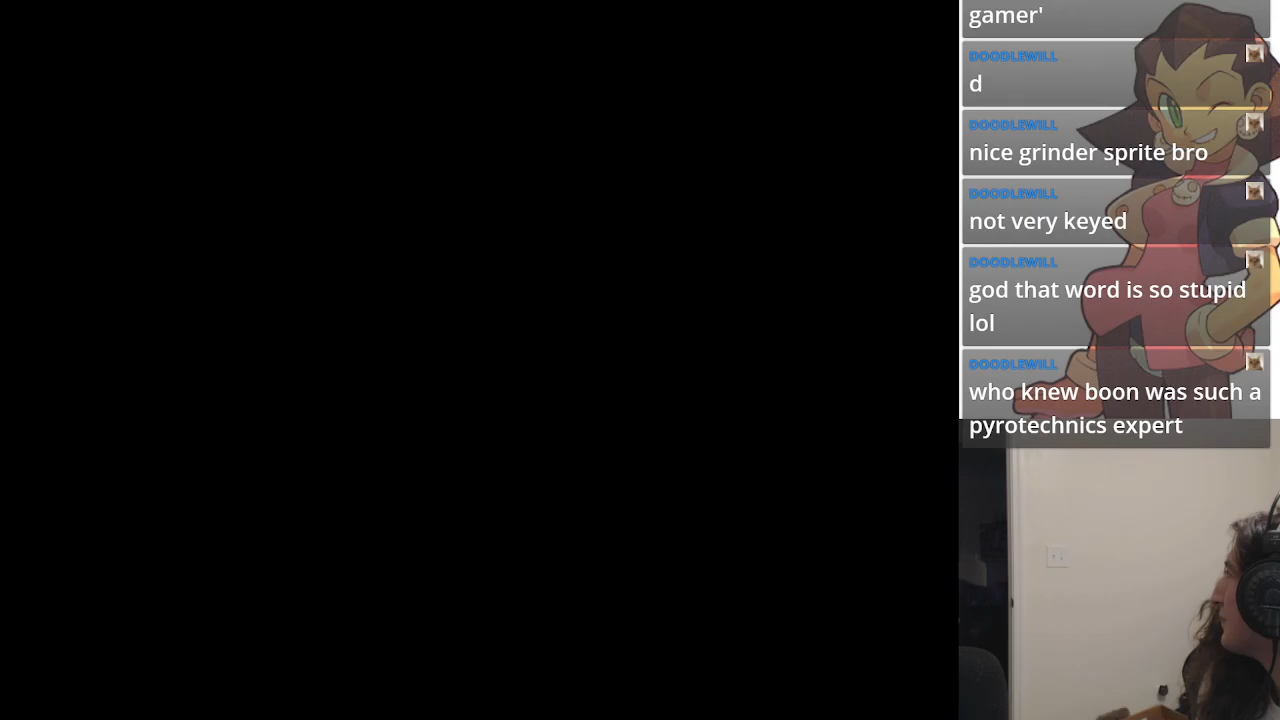 gamer'
DOODLEWILL
d
DOODLEWILL
nice grinder sprite bro
DOODLEWILL
not very keyed
DOODLEWILL
god that word is so stupid
lol
DOODLEWILL
who knew boon was such a
pyrotechnics expert